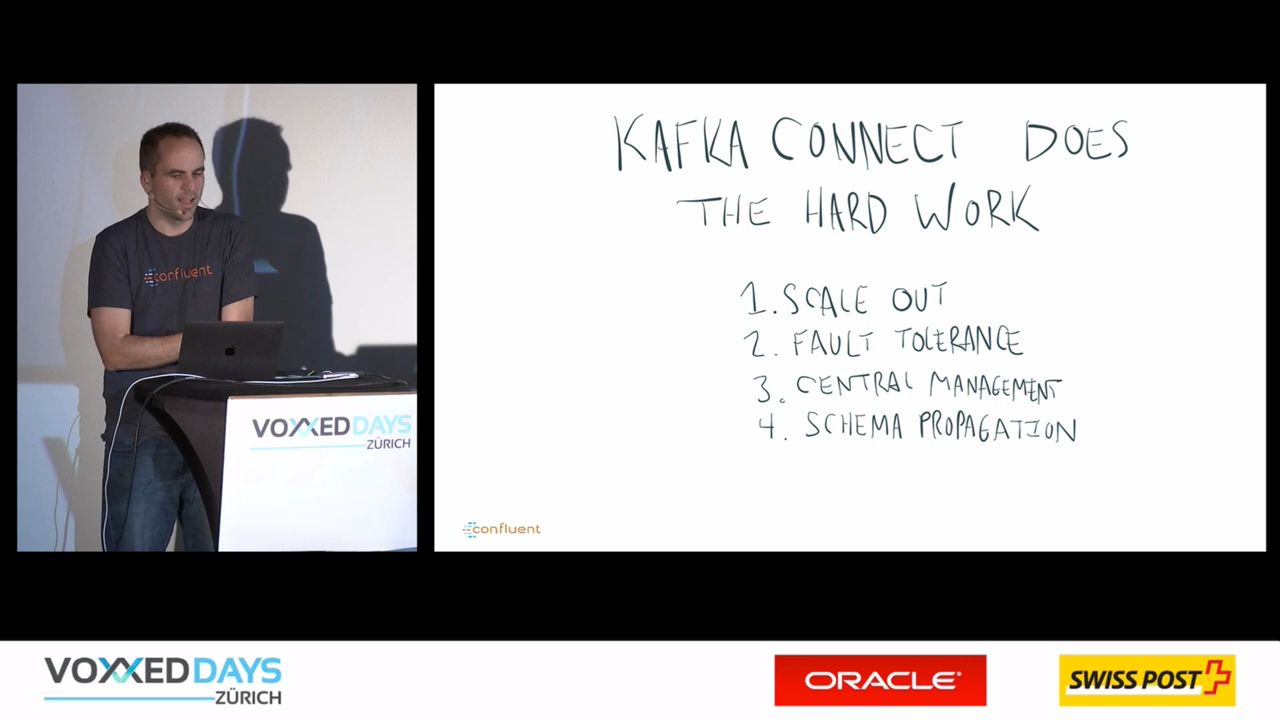 confluent
VOXXED DAYS
ZÜRICH
KAFKA CONNECT DOES
THE HARD WORK
1. SCALE OUT
2. FAULT TOLERANCE
3. CENTRAL MANAGEMENT
4. SCHEMA PROPAGATION
confluent
VOXXED DAYS
ZÜRICH
ORACLE®
SWISS POST